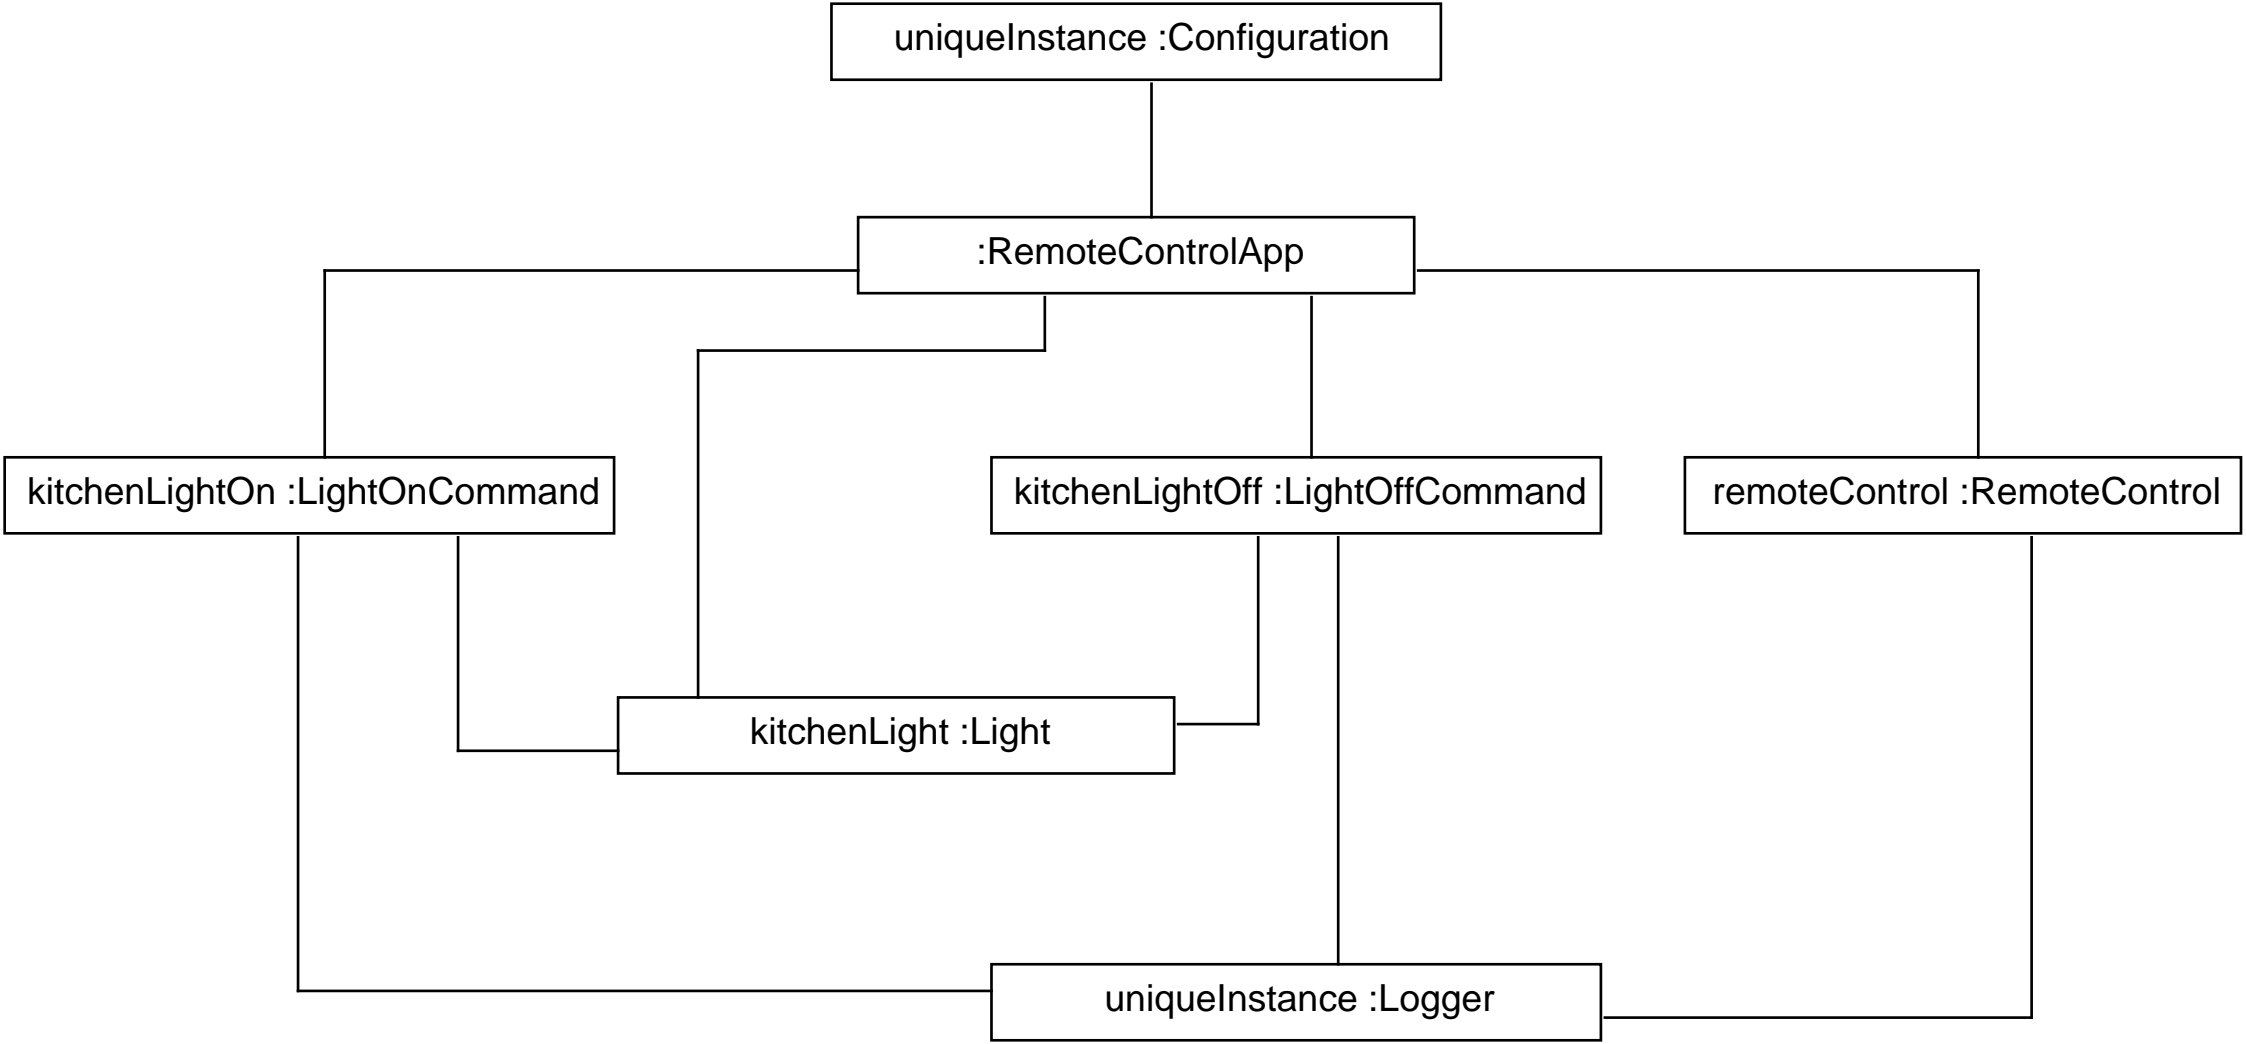 uniqueInstance :Configuration
:RemoteControlApp
kitchenLightOn :LightOnCommand
kitchenLightOff :LightOffCommand
remoteControl :RemoteControl
kitchenLight :Light
uniqueInstance :Logger